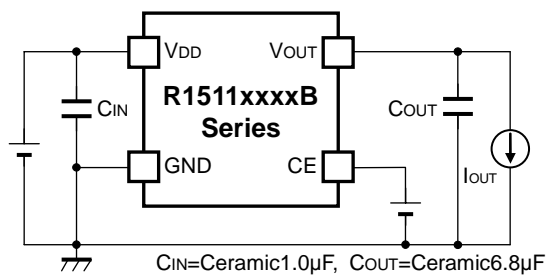 VDD VOUT
R1511xxxxB
Series
CIN
COUT
GND CE
IOUT
CIN=Ceramic1.0μF, COUT=Ceramic6.8μF